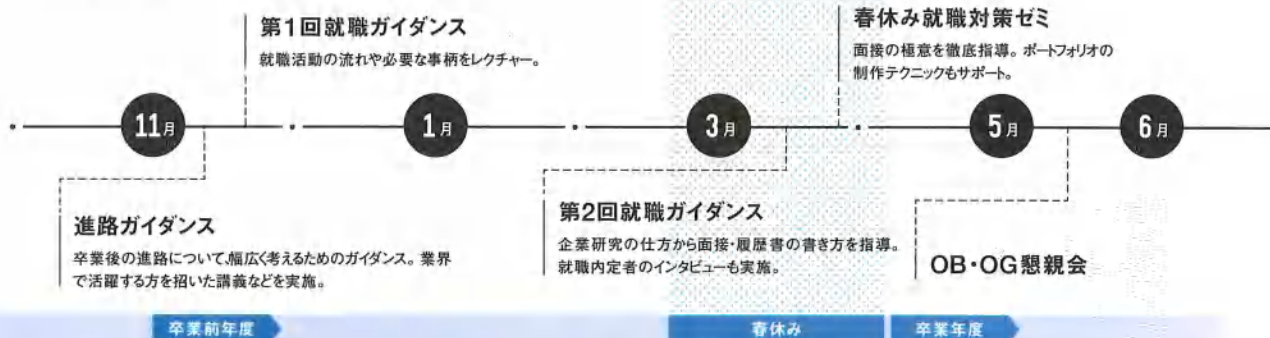 第1回就職ガイダンス
就職活動の流れや必要な事柄をレクチャー。
春休み就職対策ゼミ
面接の極意を徹底指導。ポートフォリオの
制作テクニックもサポート。
11月
1月
3月
5月
6月
進路ガイダンス
卒業後の進路について、幅広く考えるためのガイダンス。業界
で活躍する方を招いた講義などを実施。
第2回就職ガイダンス
企業研究の仕方から面接・履歴書の書き方を指導。
就職内定者のインタビューも実施。
OB・OG懇親会
卒業前年度
春休み
卒業年度